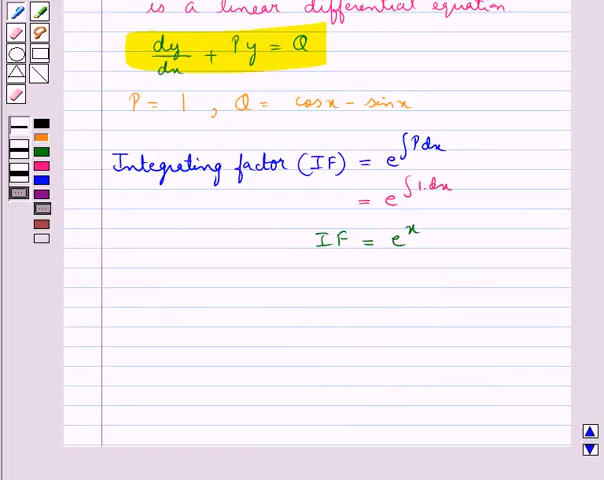 is a linear differential equation.
dy/dx + Py = Q
P = 1 , Q = cosx - sinx
Integrating factor (IF) = e^∫Pdx
= e^∫1.dx
IF = e^x